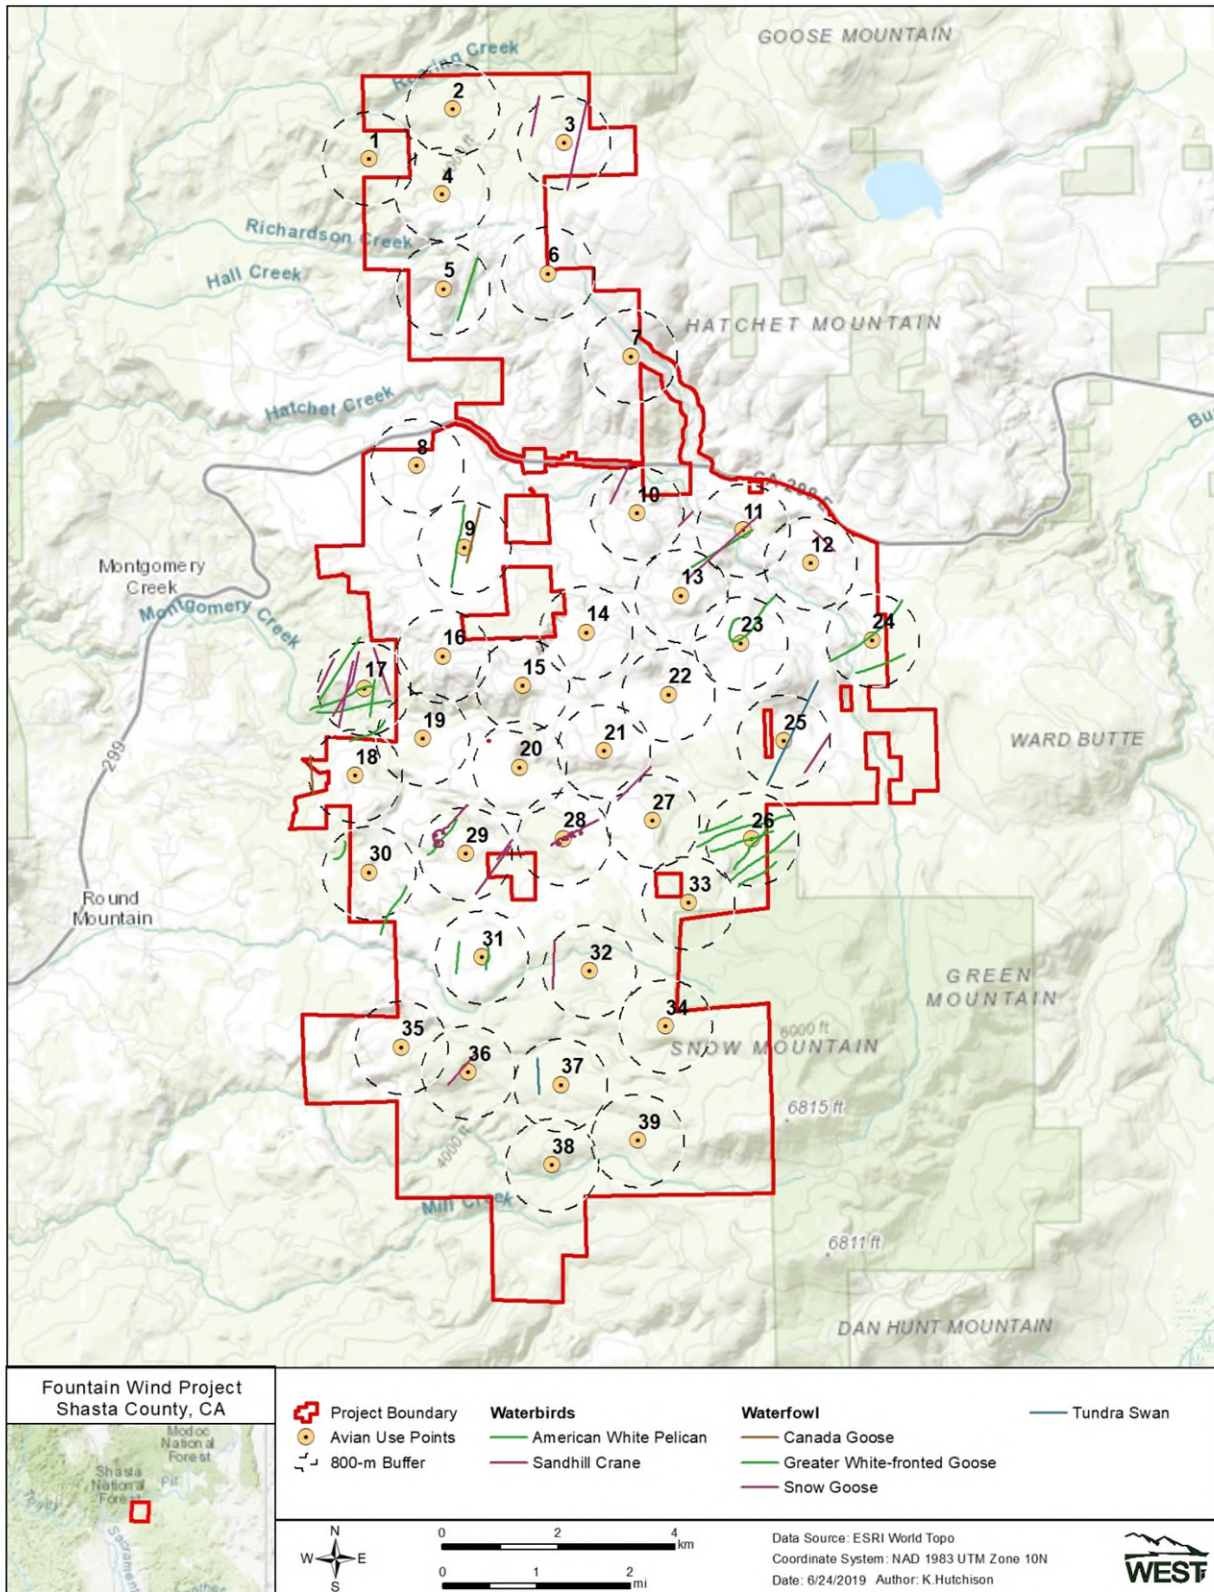 GOOSE MOUNTAIN
Roaring Creek
2
3
1
4
Richardson Creek
Hall Creek
6
5
HATCHET MOUNTAIN
7
Hatchet Creek
8
CA-299 E
10
11
9
12
Montgomery
Creek
13
Montgomery Creek
14
23
24
16
15
17
22
19
25
21
WARD BUTTE
299
20
18
27
26
28
29
30
33
Round
Mountain
31
32
GREEN
MOUNTAIN
34
6000 ft
35
SNOW MOUNTAIN
36
37
6815 ft
39
4000 ft
38
Mill Creek
6811 ft
DAN HUNT MOUNTAIN
Fountain Wind Project
Shasta County, CA
Modoc
National
Forest
Shasta
National
Forest
Pit
Trinity
Project Boundary
Avian Use Points
800-m Buffer
Waterbirds
American White Pelican
Sandhill Crane
Waterfowl
Canada Goose
Greater White-fronted Goose
Snow Goose
Tundra Swan
N
W E
S
0 2 4
km
0 1 2
mi
Data Source: ESRI World Topo
Coordinate System: NAD 1983 UTM Zone 10N
Date: 6/24/2019 Author: K.Hutchison
WEST